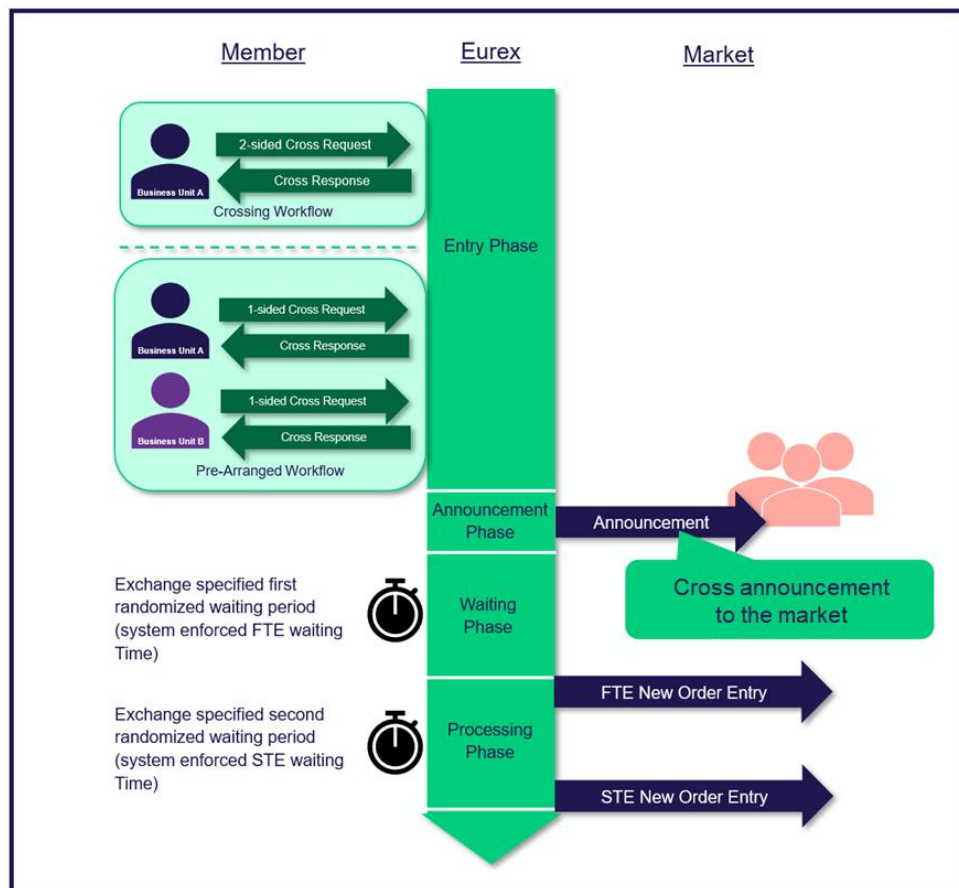 Member
Eurex
Market
2-sided Cross Request
Cross Response
Business Unit A
Crossing Workflow
Entry Phase
1-sided Cross Request
Cross Response
Business Unit A
1-sided Cross Request
Cross Response
Business Unit B
Pre-Arranged Workflow
Announcement
Phase
Announcement
Cross announcement
to the market
Exchange specified first
randomized waiting period
(system enforced FTE waiting
Time)
Waiting
Phase
FTE New Order Entry
Exchange specified second
randomized waiting period
(system enforced STE waiting
Time)
Processing
Phase
STE New Order Entry